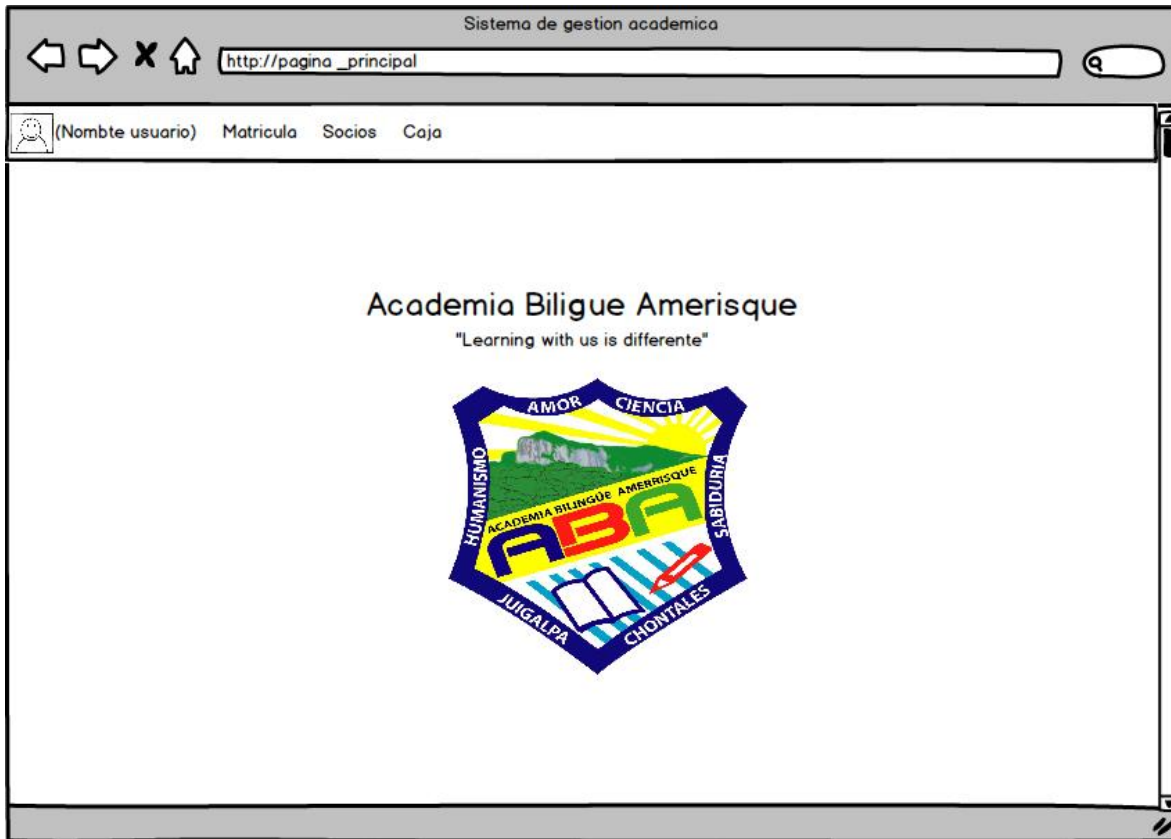 Sistema de gestion academica
http://pagina _principal
(Nombte usuario) Matricula Socios Caja
Academia Biligue Amerisque
"Learning with us is differente"
AMOR CIENCIA
HUMANISMO
SABIDURIA
ACADEMIA BILINGÜE AMERRISQUE
ABA
JUIGALPA
CHONTALES